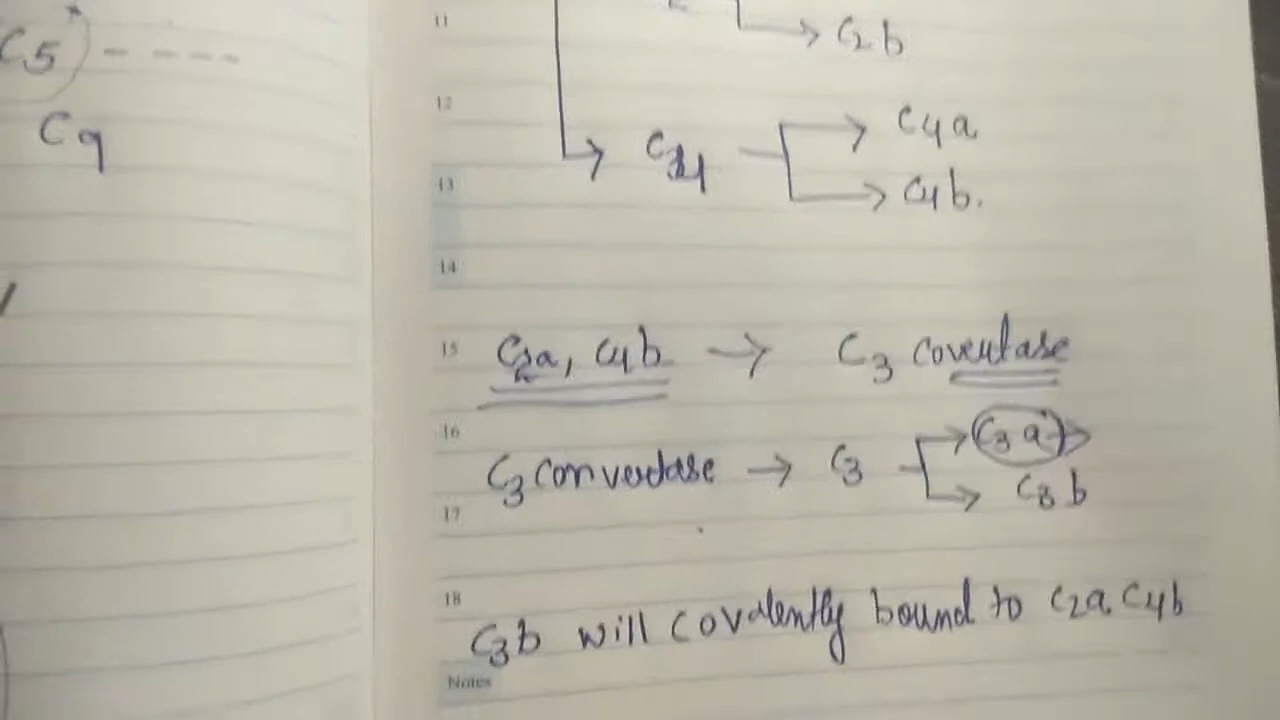 C5
C9
11
C2b
12
C4a
C4
13
C4b.
14
15 C2a, C4b → C3 covertase
16
C3a
C3 convertase → C3
C3b
17
18
C3b will covalently bound to C2a C4b
Notes